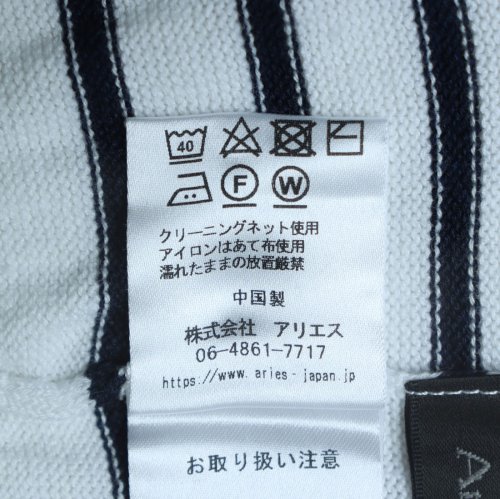 40
F W
クリーニングネット使用
アイロンはあて布使用
濡れたままの放置厳禁
中国製
株式会社 アリエス
06-4861-7717
https://www.aries-japan.jp
お取り扱い注意